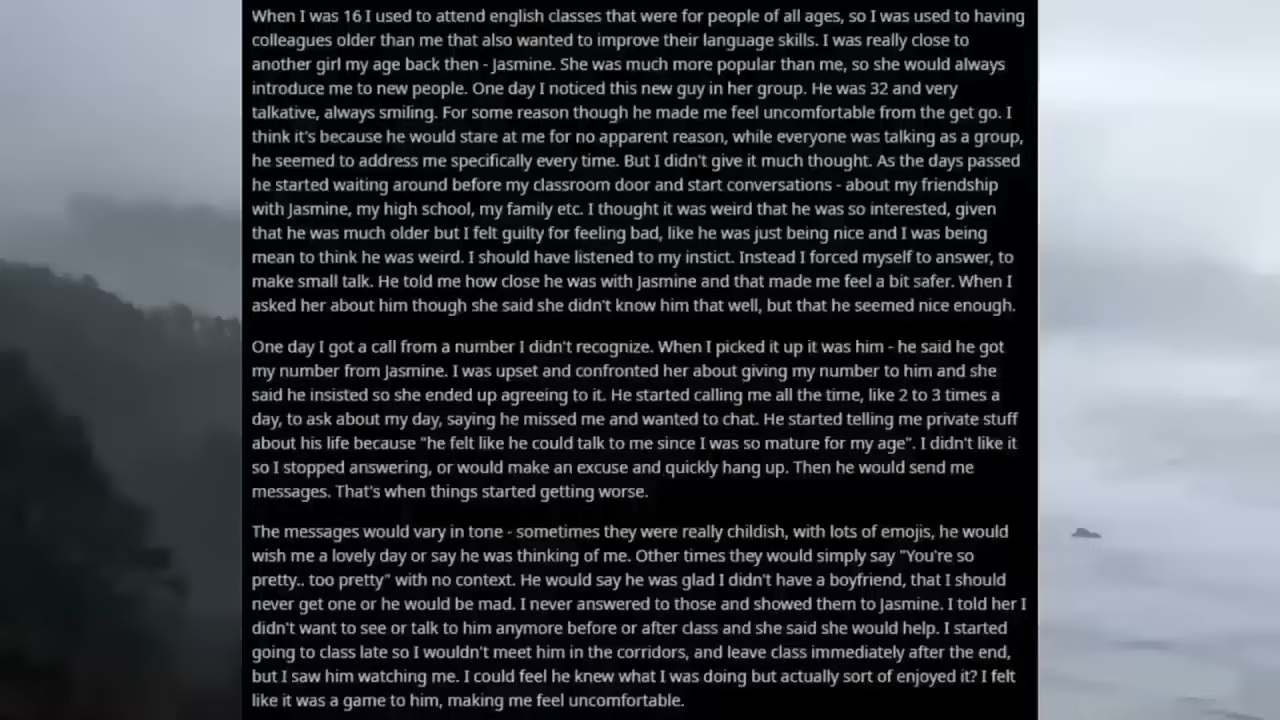 When I was 16 I used to attend english classes that were for people of all ages, so I was used to having
colleagues older than me that also wanted to improve their language skills. I was really close to
another girl my age back then - Jasmine. She was much more popular than me, so she would always
introduce me to new people. One day I noticed this new guy in her group. He was 32 and very
talkative, always smiling. For some reason though he made me feel uncomfortable from the get go. I
think it's because he would stare at me for no apparent reason, while everyone was talking as a group,
he seemed to address me specifically every time. But I didn't give it much thought. As the days passed
he started waiting around before my classroom door and start conversations - about my friendship
with Jasmine, my high school, my family etc. I thought it was weird that he was so interested, given
that he was much older but I felt guilty for feeling bad, like he was just being nice and I was being
mean to think he was weird. I should have listened to my instict. Instead I forced myself to answer, to
make small talk. He told me how close he was with Jasmine and that made me feel a bit safer. When I
asked her about him though she said she didn't know him that well, but that he seemed nice enough.
One day I got a call from a number I didn't recognize. When I picked it up it was him - he said he got
my number from Jasmine. I was upset and confronted her about giving my number to him and she
said he insisted so she ended up agreeing to it. He started calling me all the time, like 2 to 3 times a
day, to ask about my day, saying he missed me and wanted to chat. He started telling me private stuff
about his life because "he felt like he could talk to me since I was so mature for my age". I didn't like it
so I stopped answering, or would make an excuse and quickly hang up. Then he would send me
messages. That's when things started getting worse.
The messages would vary in tone - sometimes they were really childish, with lots of emojis, he would
wish me a lovely day or say he was thinking of me. Other times they would simply say "You're so
pretty.. too pretty" with no context. He would say he was glad I didn't have a boyfriend, that I should
never get one or he would be mad. I never answered to those and showed them to Jasmine. I told her I
didn't want to see or talk to him anymore before or after class and she said she would help. I started
going to class late so I wouldn't meet him in the corridors, and leave class immediately after the end,
but I saw him watching me. I could feel he knew what I was doing but actually sort of enjoyed it? I felt
like it was a game to him, making me feel uncomfortable.